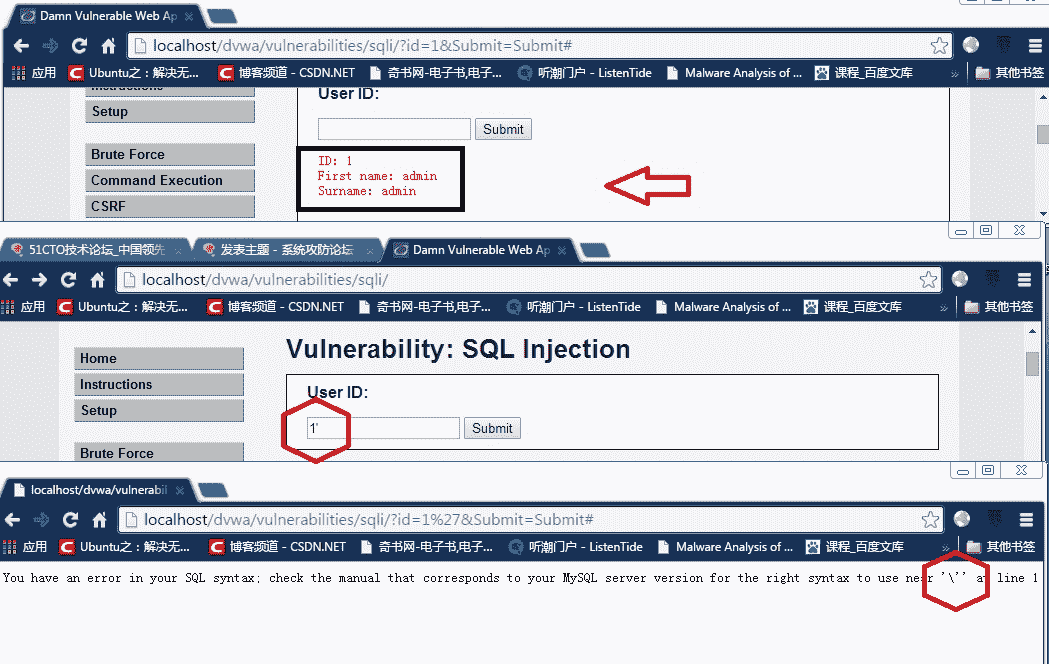 Damn Vulnerable Web Ap
localhost/dvwa/vulnerabilities/sqli/?id=1&Submit=Submit#
应用 Ubuntu之：解决无... 博客频道 - CSDN.NET 奇书网-电子书,电子... 听潮门户 - ListenTide Malware Analysis of ... 课程_百度文库 » 其他书签
Instructions
User ID:
Setup
Submit
Brute Force
ID: 1
First name: admin
Command Execution
Surname: admin
CSRF
51CTO技术论坛_中国领先 发表主题 - 系统攻防论坛 Damn Vulnerable Web Ap
localhost/dvwa/vulnerabilities/sqli/
应用 Ubuntu之：解决无... 博客频道 - CSDN.NET 奇书网-电子书,电子... 听潮门户 - ListenTide Malware Analysis of ... 课程_百度文库 » 其他书签
Vulnerability: SQL Injection
Home
Instructions
User ID:
Setup
1' Submit
Brute Force
localhost/dvwa/vulnerabil
localhost/dvwa/vulnerabilities/sqli/?id=1%27&Submit=Submit#
应用 Ubuntu之：解决无... 博客频道 - CSDN.NET 奇书网-电子书,电子... 听潮门户 - ListenTide Malware Analysis of ... 课程_百度文库 » 其他书签
You have an error in your SQL syntax; check the manual that corresponds to your MySQL server version for the right syntax to use near '\'' at line 1